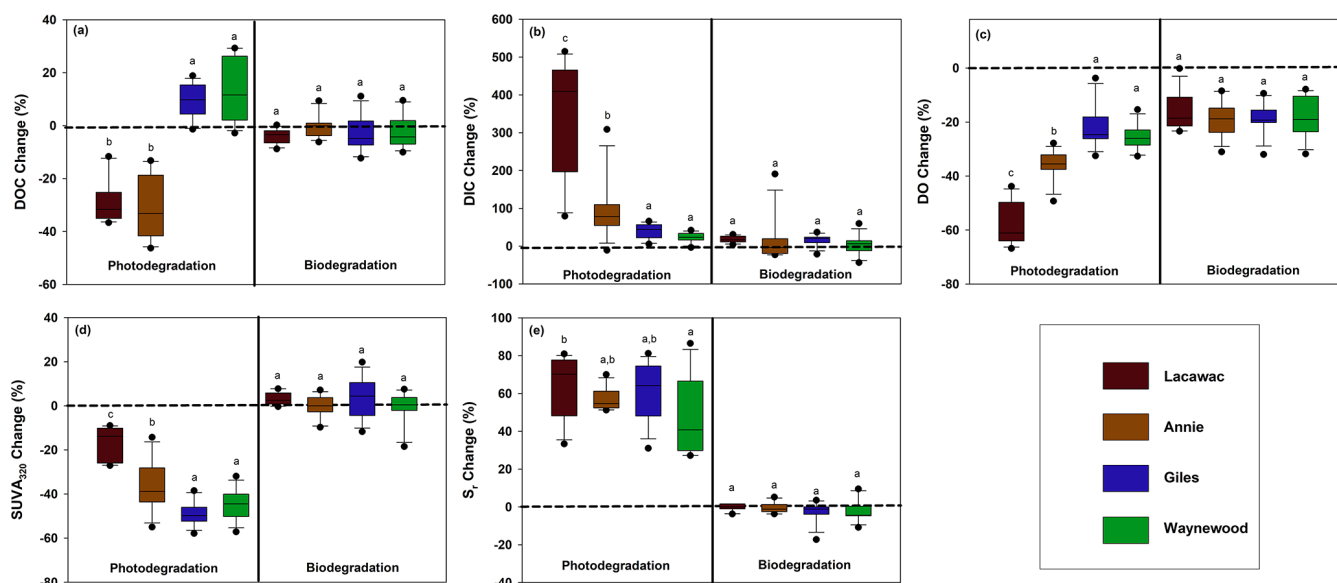 (a)
DOC Change (%)
40
20
0
-20
-40
-60
b
b
a
a
a
a
a
a
Photodegradation
Biodegradation
(b)
DIC Change (%)
600
500
400
300
200
100
0
-100
c
b
a
a
a
a
a
a
Photodegradation
Biodegradation
(c)
DO Change (%)
20
0
-20
-40
-60
-80
c
b
a
a
a
a
a
a
Photodegradation
Biodegradation
(d)
SUVA320 Change (%)
40
20
0
-20
-40
-60
-80
c
b
a
a
a
a
a
a
Photodegradation
Biodegradation
(e)
Sr Change (%)
100
80
60
40
20
0
-20
-40
b
a,b
a,b
a
a
a
a
a
Photodegradation
Biodegradation
Lacawac
Annie
Giles
Waynewood